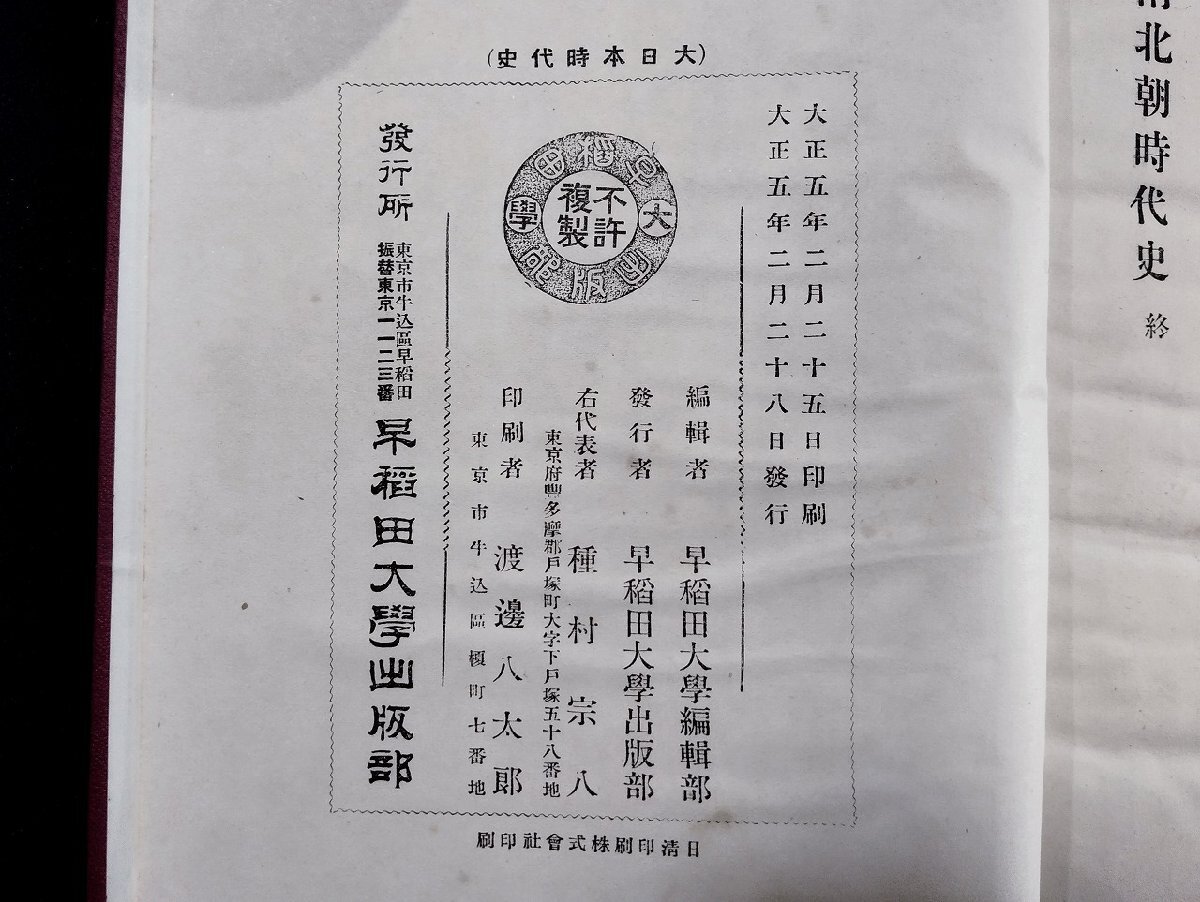 南北朝時代史 終
(大日本時代史)
大正五年二月二十五日印刷
大正五年二月二十八日發行
早稻田
大學
出版部
不許
複製
編輯者 早稻田大學編輯部
發行者 早稻田大學出版部
右代表者 種村宗八
東京府豐多摩郡戸塚町大字下戸塚五十八番地
印刷者 渡邊八太郎
東京市牛込區榎町七番地
發行所 東京市牛込區早稻田
振替東京一一二三番
早稻田大學出版部
日清印刷株式會社印刷